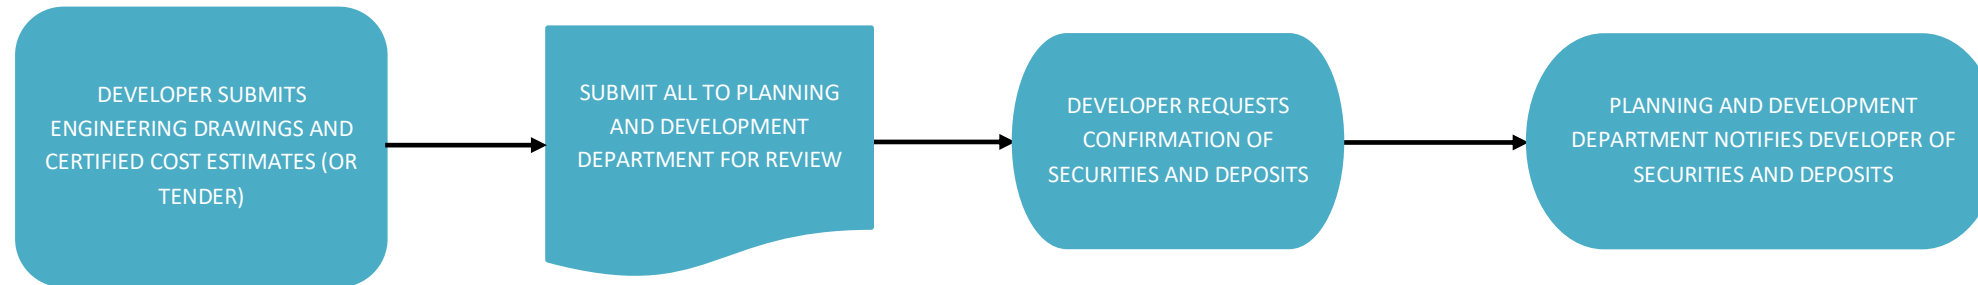 DEVELOPER SUBMITS
ENGINEERING DRAWINGS AND
CERTIFIED COST ESTIMATES (OR
TENDER)
SUBMIT ALL TO PLANNING
AND DEVELOPMENT
DEPARTMENT FOR REVIEW
DEVELOPER REQUESTS
CONFIRMATION OF
SECURITIES AND DEPOSITS
PLANNING AND DEVELOPMENT
DEPARTMENT NOTIFIES DEVELOPER OF
SECURITIES AND DEPOSITS